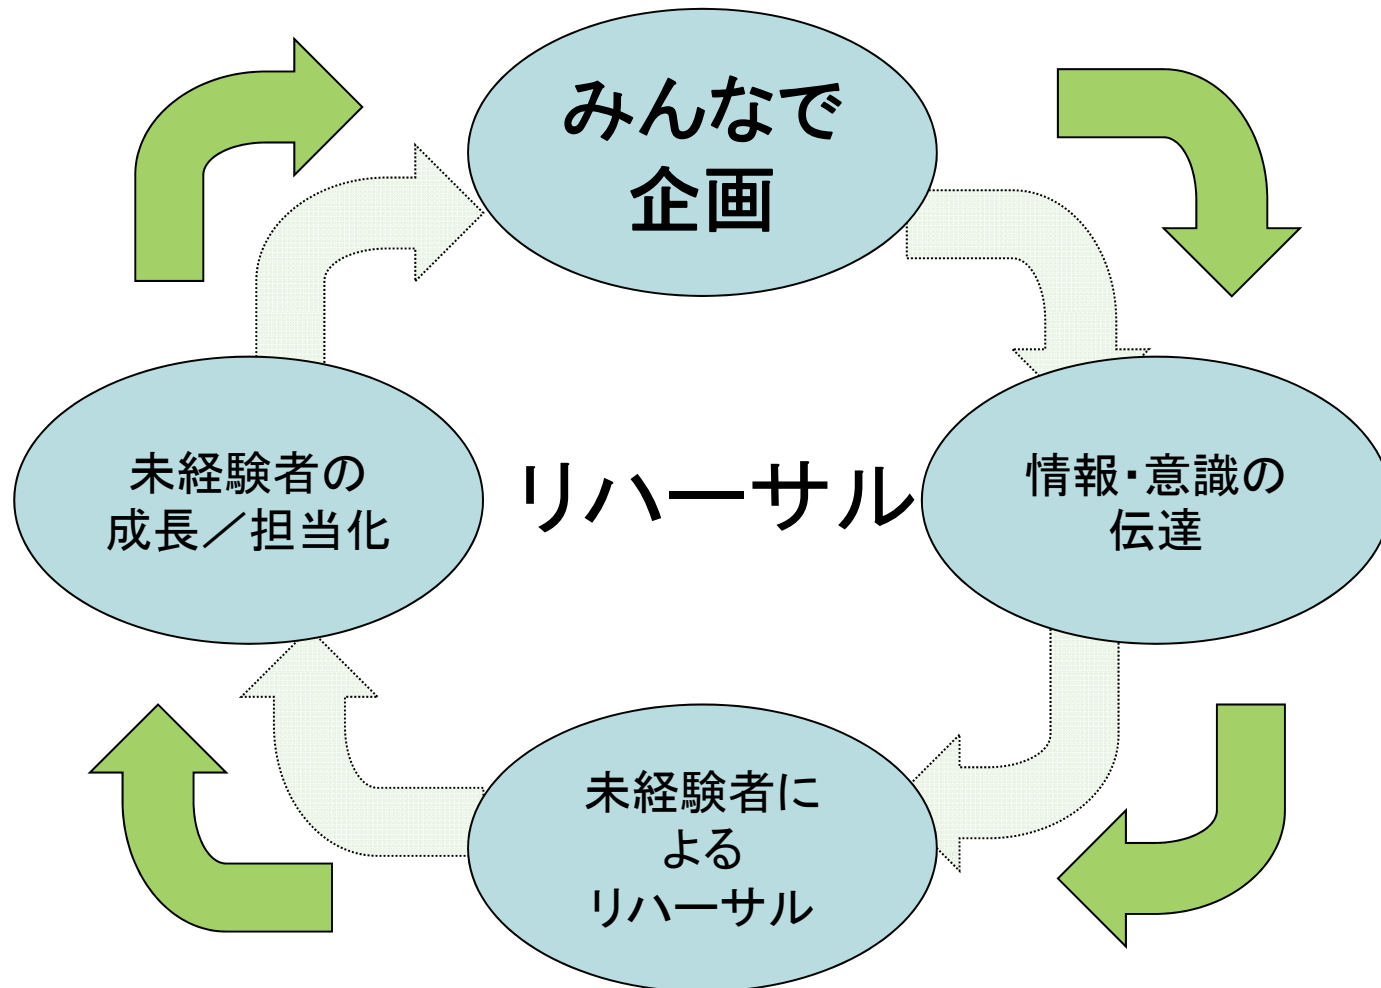 みんなで
企画
未経験者の
成長／担当化
リハーサル
情報・意識の
伝達
未経験者に
よる
リハーサル